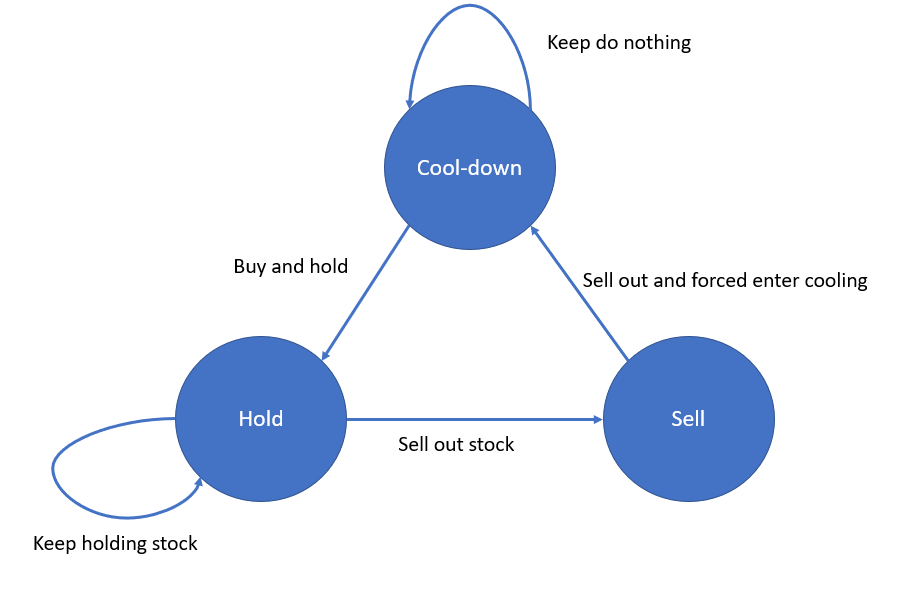 Keep do nothing
Cool-down
Buy and hold
Sell out and forced enter cooling
Hold
Sell
Sell out stock
Keep holding stock